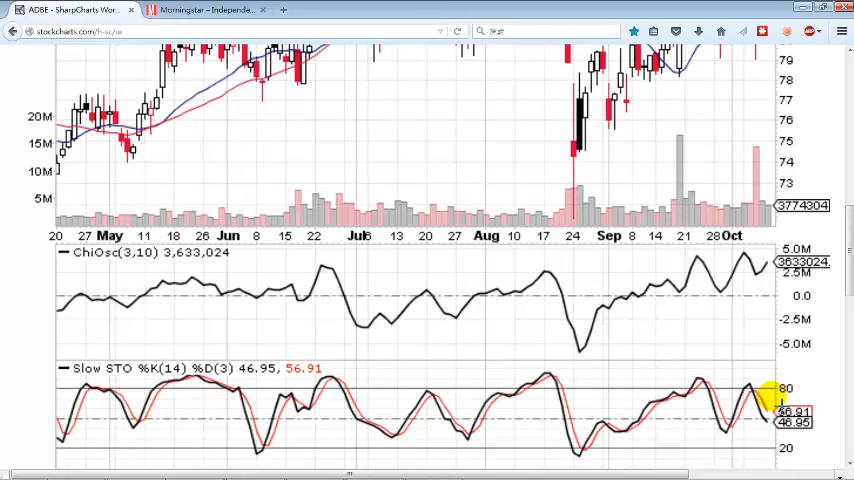 ADBE - SharpCharts Wor...
Morningstar – Independe...
stockcharts.com/h-sc/ui
80
79
78
77
76
75
74
73
20M
15M
10M
5M
3774304
20 27 May 11 18 26 Jun 8 15 22 Jul 6 13 20 27 Aug 10 17 24 Sep 8 14 21 28 Oct
ChiOsc(3,10) 3,633,024
5.0M
3633024
2.5M
0.0
-2.5M
-5.0M
Slow STO %K(14) %D(3) 46.95, 56.91
80
56.91
46.95
20